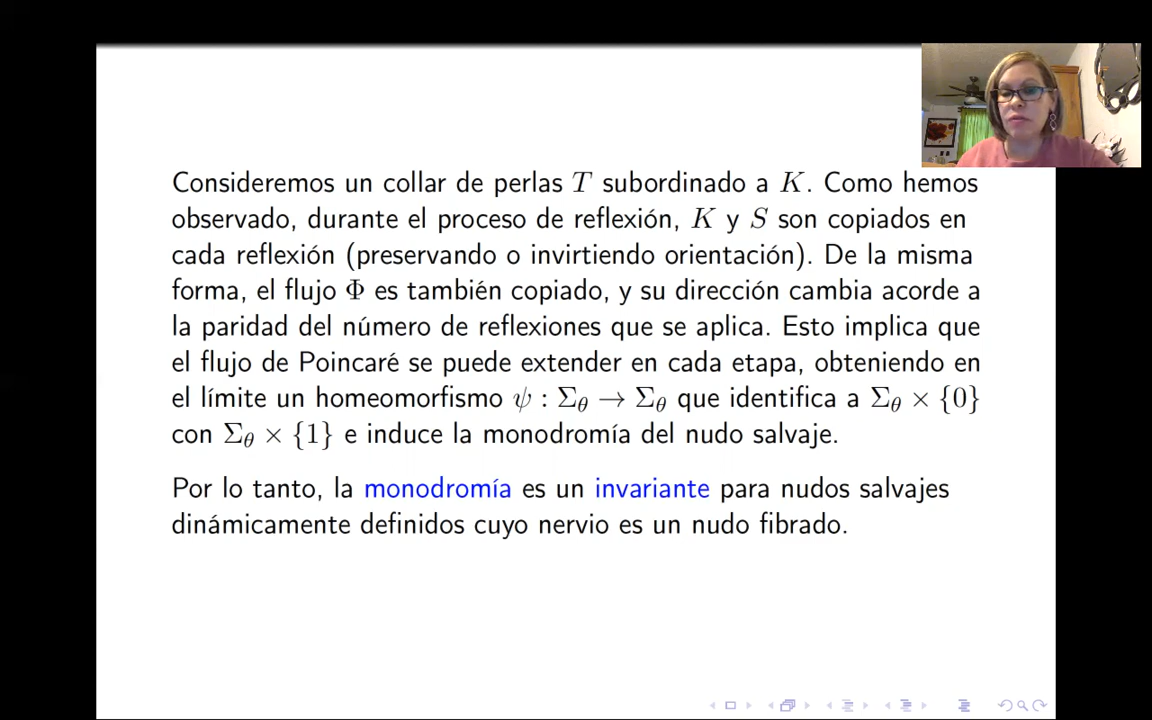 Consideremos un collar de perlas T subordinado a K. Como hemos
observado, durante el proceso de reflexión, K y S son copiados en
cada reflexión (preservando o invirtiendo orientación). De la misma
forma, el flujo Φ es también copiado, y su dirección cambia acorde a
la paridad del número de reflexiones que se aplica. Esto implica que
el flujo de Poincaré se puede extender en cada etapa, obteniendo en
el límite un homeomorfismo ψ : Σ_θ → Σ_θ que identifica a Σ_θ × {0}
con Σ_θ × {1} e induce la monodromía del nudo salvaje.
Por lo tanto, la monodromía es un invariante para nudos salvajes
dinámicamente definidos cuyo nervio es un nudo fibrado.